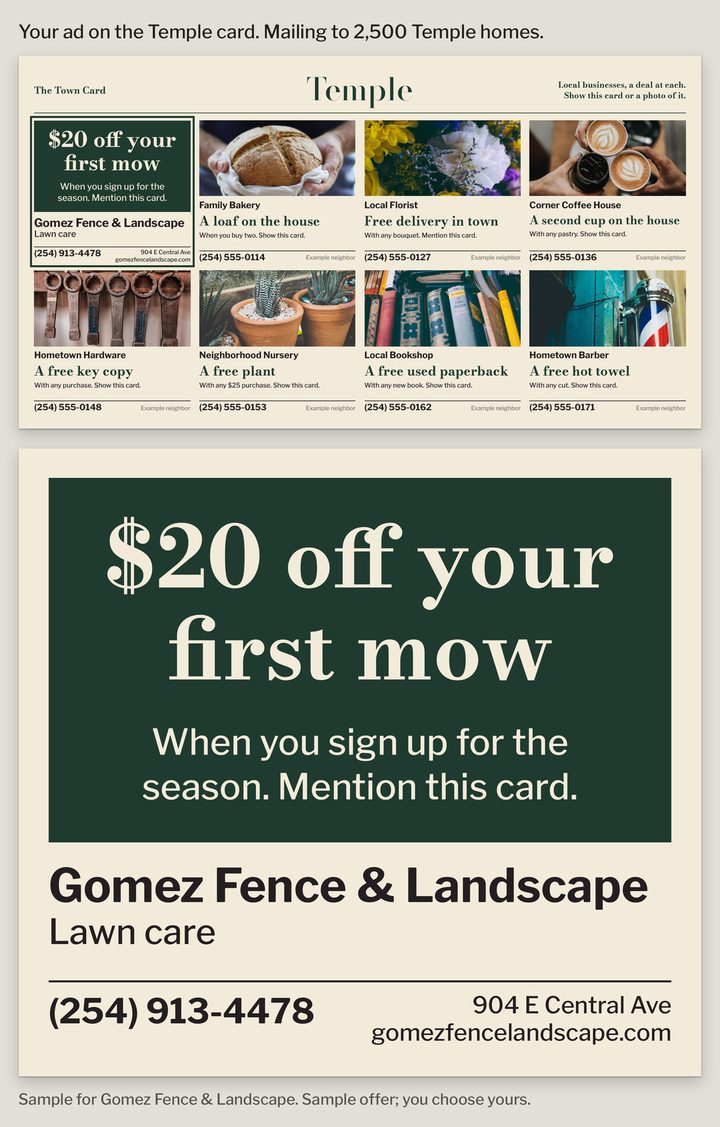 Your ad on the Temple card. Mailing to 2,500 Temple homes.
The Town Card
Temple
Local businesses, a deal at each.
Show this card or a photo of it.
$20 off your
first mow
When you sign up for the
season. Mention this card.
Gomez Fence & Landscape
Lawn care
(254) 913-4478
904 E Central Ave
gomezfencelandscape.com
Family Bakery
A loaf on the house
When you buy two. Show this card.
(254) 555-0114
Example neighbor
Local Florist
Free delivery in town
With any bouquet. Mention this card.
(254) 555-0127
Example neighbor
Corner Coffee House
A second cup on the house
With any pastry. Show this card.
(254) 555-0136
Example neighbor
Hometown Hardware
A free key copy
With any purchase. Show this card.
(254) 555-0148
Example neighbor
Neighborhood Nursery
A free plant
With any $25 purchase. Show this card.
(254) 555-0153
Example neighbor
Local Bookshop
A free used paperback
With any new book. Show this card.
(254) 555-0162
Example neighbor
Hometown Barber
A free hot towel
With any cut. Show this card.
(254) 555-0171
Example neighbor
$20 off your
first mow
When you sign up for the
season. Mention this card.
Gomez Fence & Landscape
Lawn care
(254) 913-4478
904 E Central Ave
gomezfencelandscape.com
Sample for Gomez Fence & Landscape. Sample offer; you choose yours.